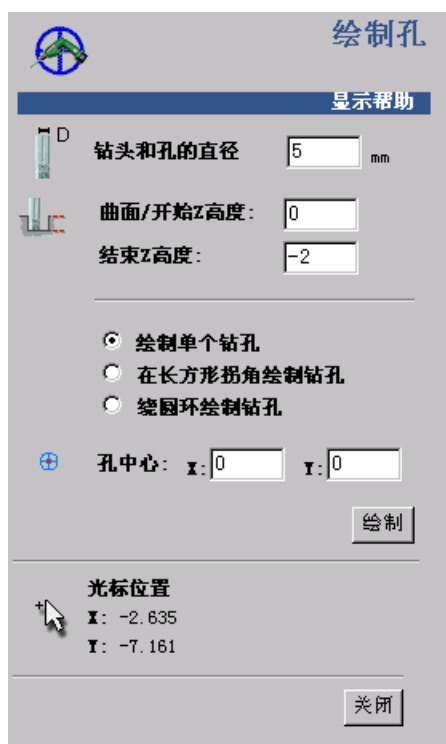 绘制孔
显示帮助
D
钻头和孔的直径 5 mm
曲面/开始Z高度: 0
结束Z高度: -2
绘制单个钻孔
在长方形拐角绘制钻孔
绕圆环绘制钻孔
孔中心: X: 0 Y: 0
绘制
光标位置
X: -2.635
Y: -7.161
关闭